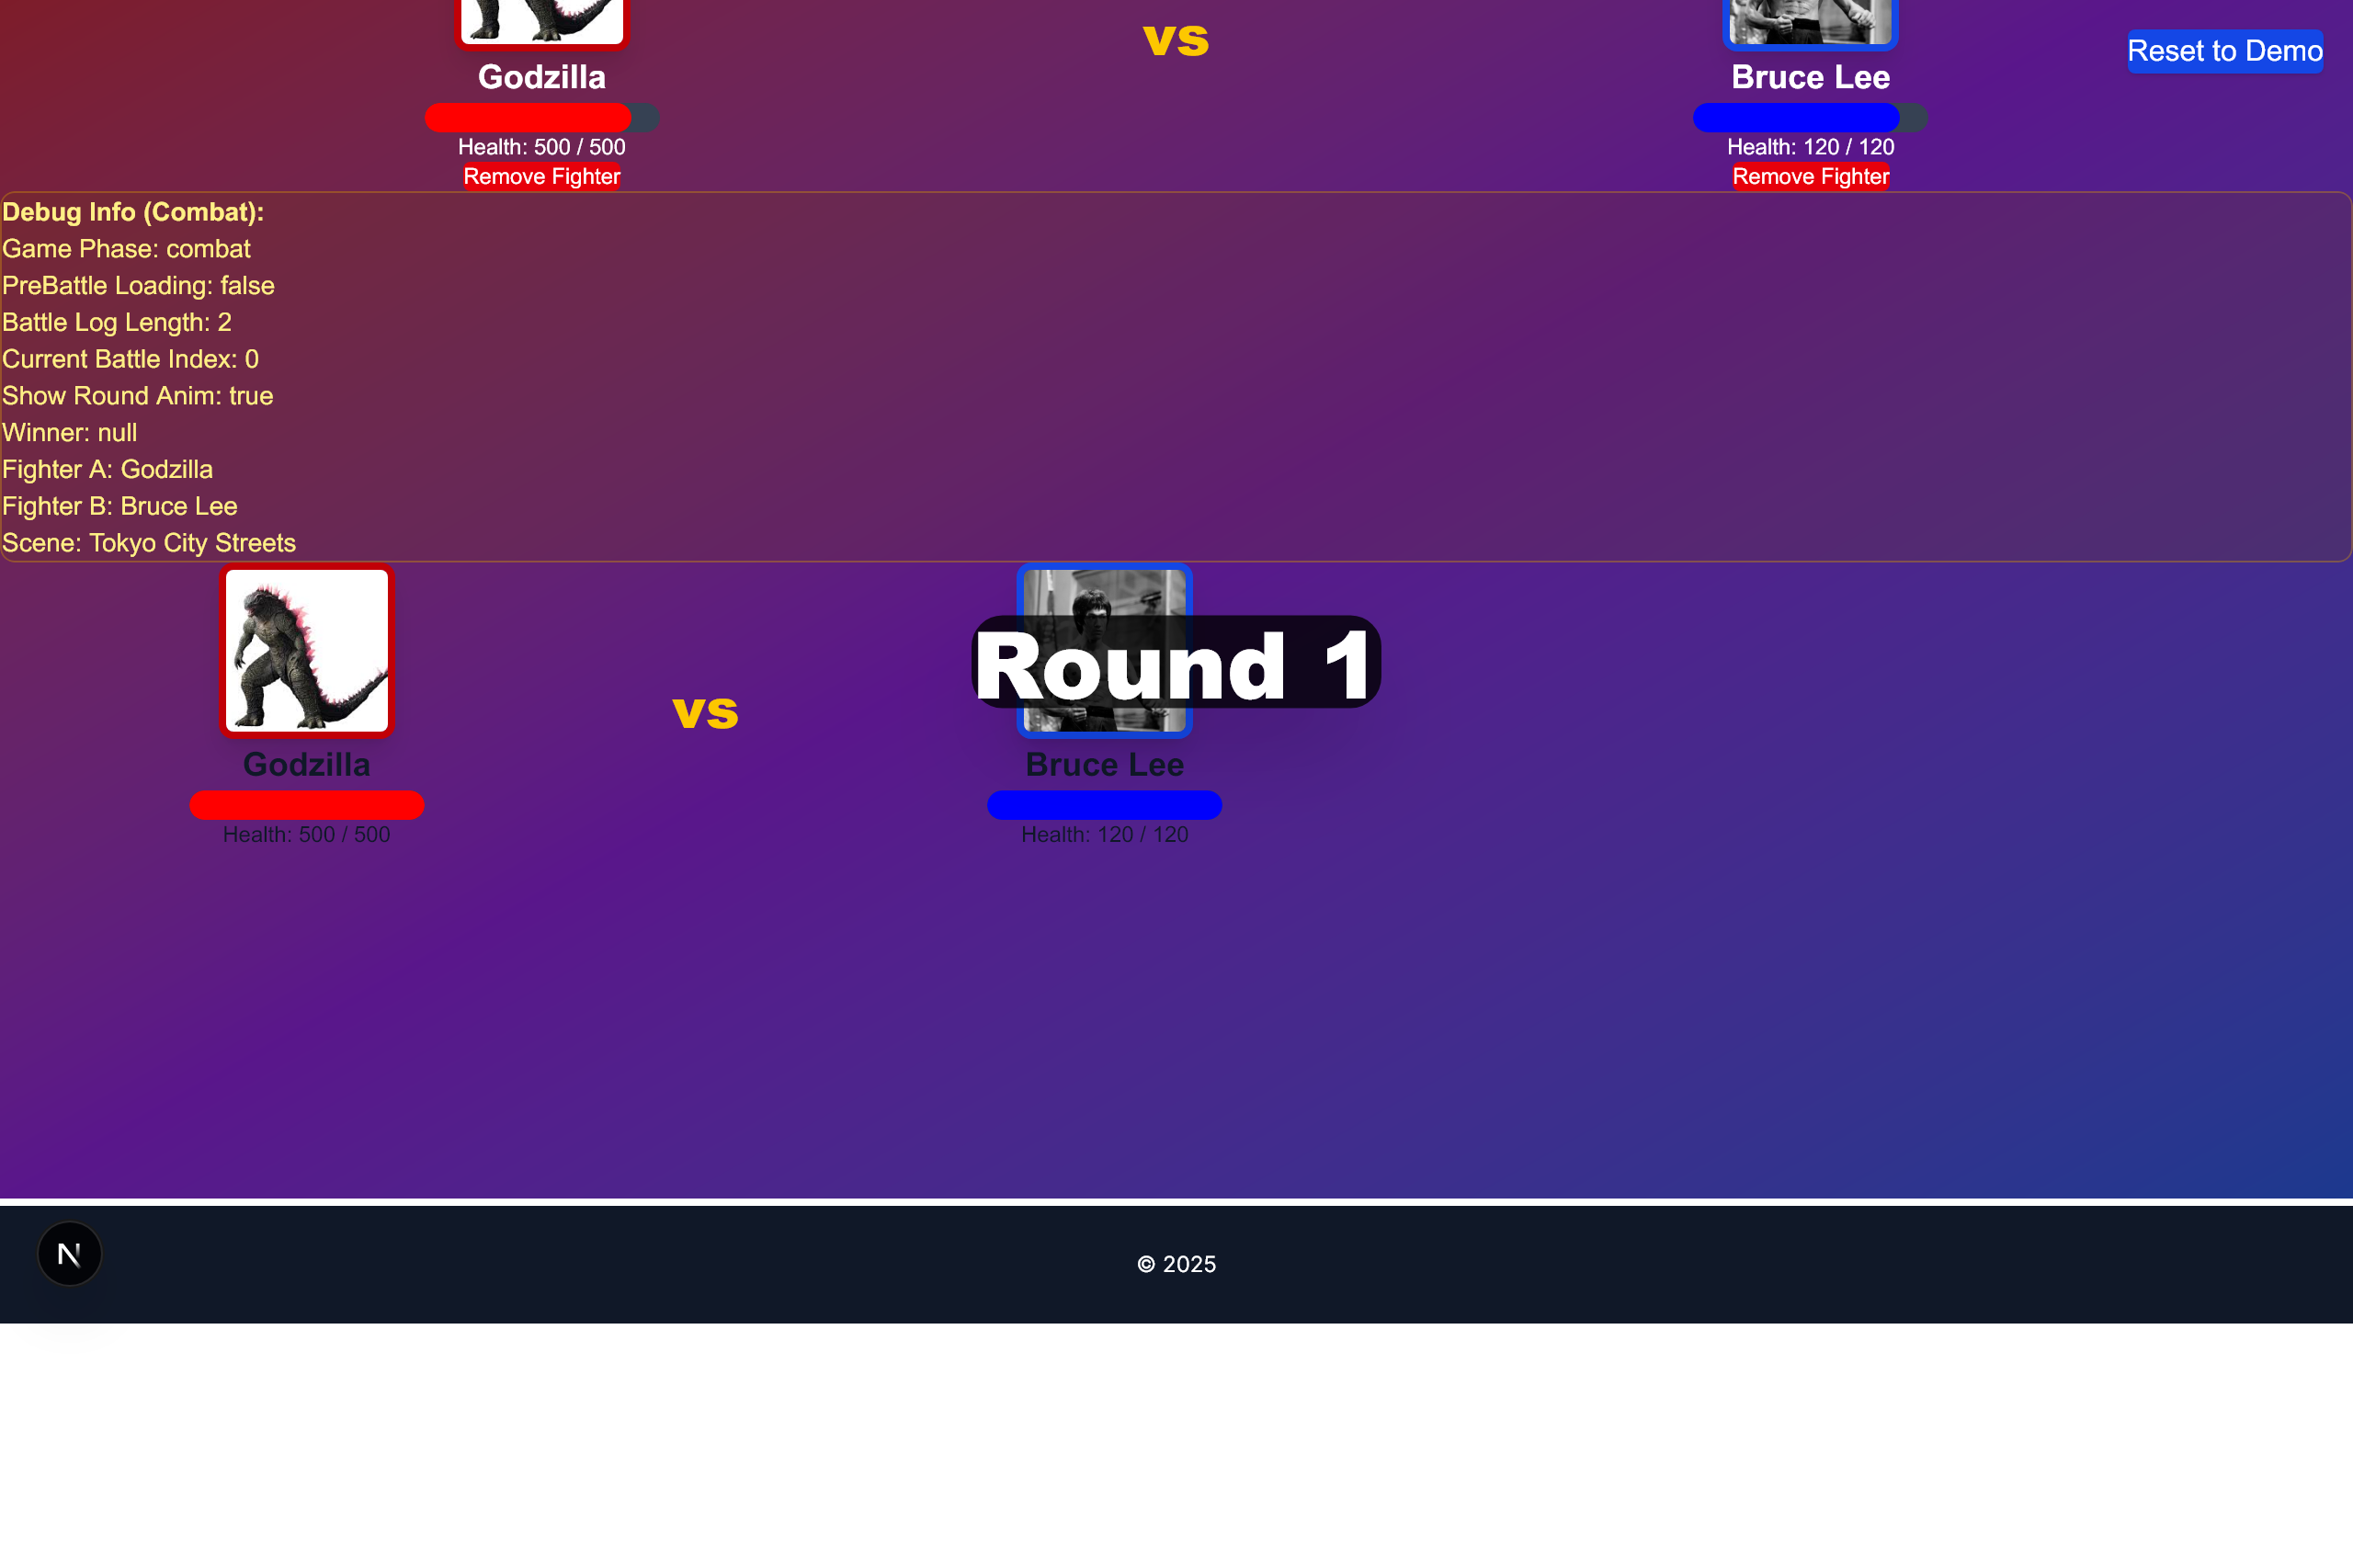 vs
Reset to Demo
Godzilla
Bruce Lee
Health: 500 / 500
Health: 120 / 120
Remove Fighter
Remove Fighter
Debug Info (Combat):
Game Phase: combat
PreBattle Loading: false
Battle Log Length: 2
Current Battle Index: 0
Show Round Anim: true
Winner: null
Fighter A: Godzilla
Fighter B: Bruce Lee
Scene: Tokyo City Streets
Round 1
vs
Godzilla
Bruce Lee
Health: 500 / 500
Health: 120 / 120
N
© 2025